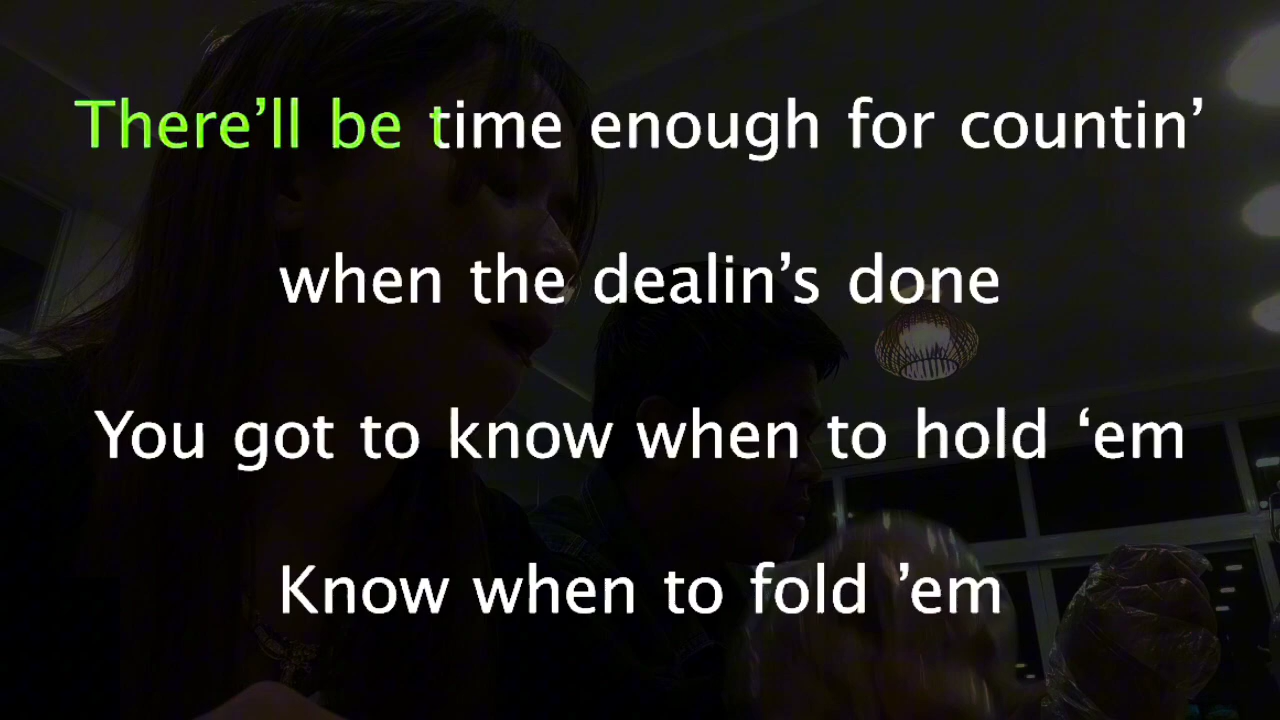 There’ll be time enough for countin’
when the dealin’s done
You got to know when to hold ‘em
Know when to fold ’em